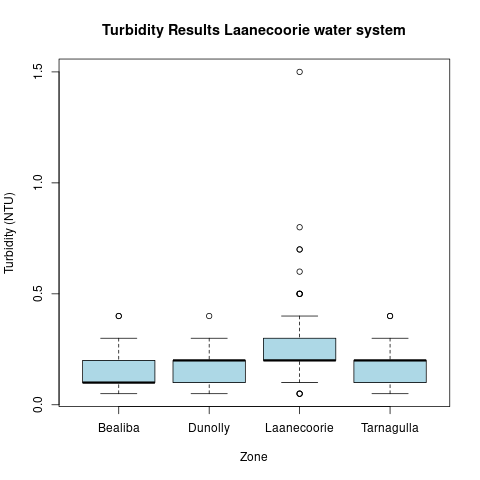 Turbidity Results Laanecoorie water system
1.5
1.0
0.5
0.0
Turbidity (NTU)
Bealiba Dunolly Laanecoorie Tarnagulla
Zone